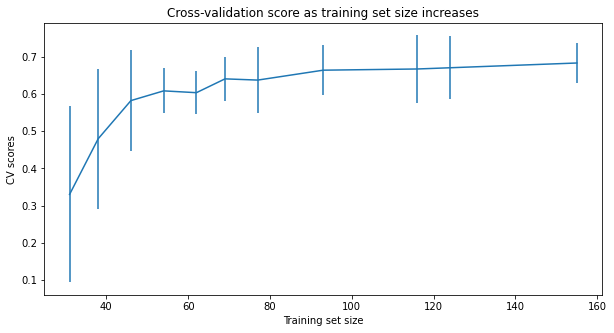 Cross-validation score as training set size increases
CV scores
0.7
0.6
0.5
0.4
0.3
0.2
0.1
40 60 80 100 120 140 160
Training set size